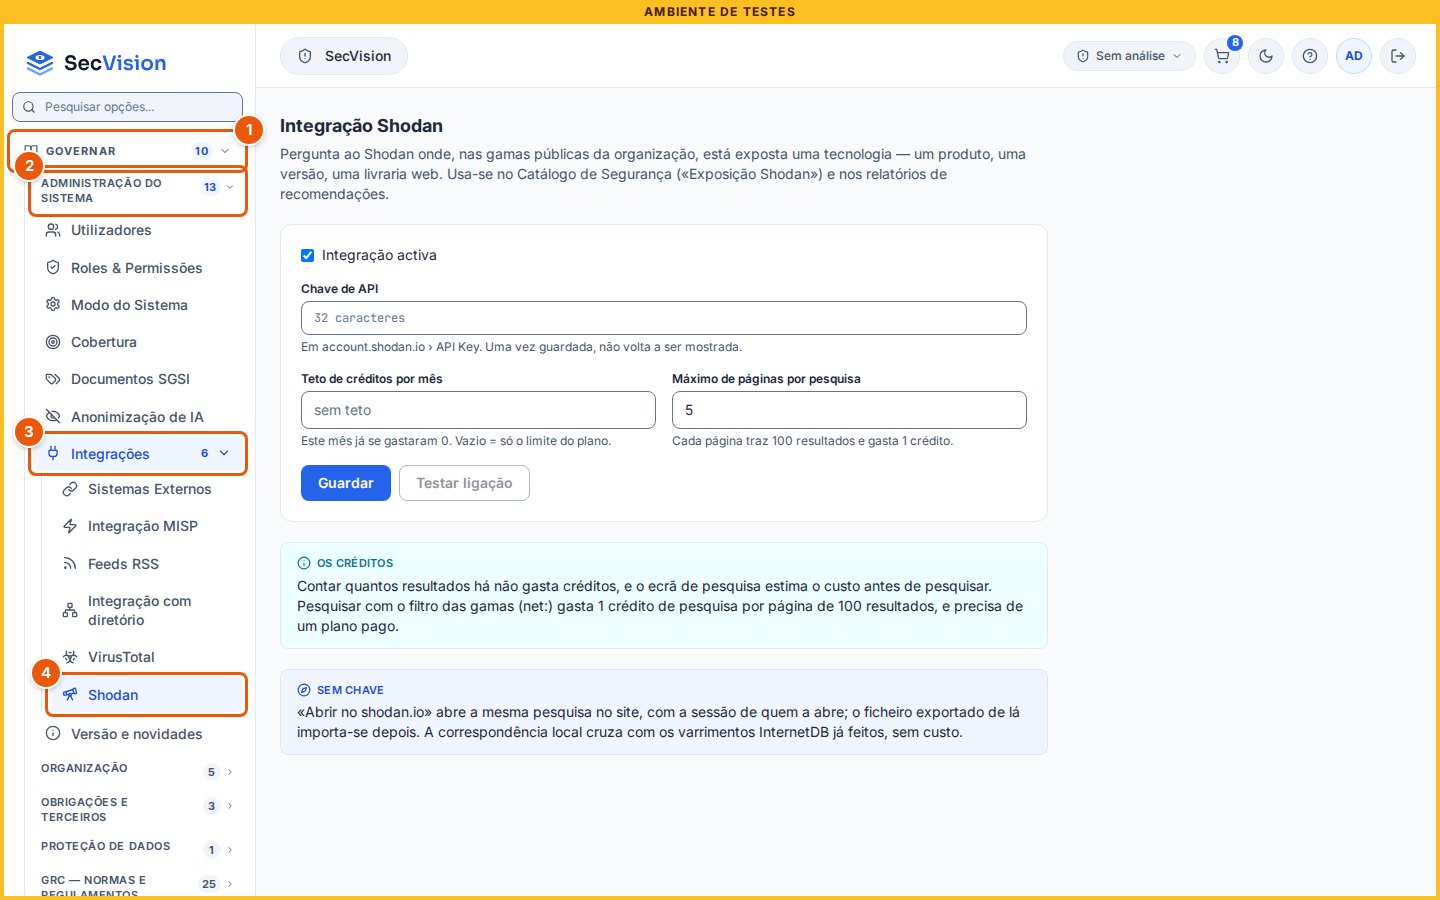 AMBIENTE DE TESTES
SecVision
Pesquisar opções...
1
GOVERNAR
10
2
ADMINISTRAÇÃO DO
SISTEMA
13
Utilizadores
Roles & Permissões
Modo do Sistema
Cobertura
Documentos SGSI
Anonimização de IA
3
Integrações
6
Sistemas Externos
Integração MISP
Feeds RSS
Integração com
diretório
VirusTotal
4
Shodan
Versão e novidades
ORGANIZAÇÃO
5
OBRIGAÇÕES E
TERCEIROS
3
PROTEÇÃO DE DADOS
1
GRC — NORMAS E
REGULAMENTOS
25
SecVision
Sem análise
8
AD
Integração Shodan
Pergunta ao Shodan onde, nas gamas públicas da organização, está exposta uma tecnologia — um produto, uma
versão, uma livraria web. Usa-se no Catálogo de Segurança («Exposição Shodan») e nos relatórios de
recomendações.
Integração activa
Chave de API
32 caracteres
Em account.shodan.io › API Key. Uma vez guardada, não volta a ser mostrada.
Teto de créditos por mês
sem teto
Este mês já se gastaram 0. Vazio = só o limite do plano.
Máximo de páginas por pesquisa
5
Cada página traz 100 resultados e gasta 1 crédito.
Guardar
Testar ligação
OS CRÉDITOS
Contar quantos resultados há não gasta créditos, e o ecrã de pesquisa estima o custo antes de pesquisar.
Pesquisar com o filtro das gamas (net:) gasta 1 crédito de pesquisa por página de 100 resultados, e precisa de
um plano pago.
SEM CHAVE
«Abrir no shodan.io» abre a mesma pesquisa no site, com a sessão de quem a abre; o ficheiro exportado de lá
importa-se depois. A correspondência local cruza com os varrimentos InternetDB já feitos, sem custo.